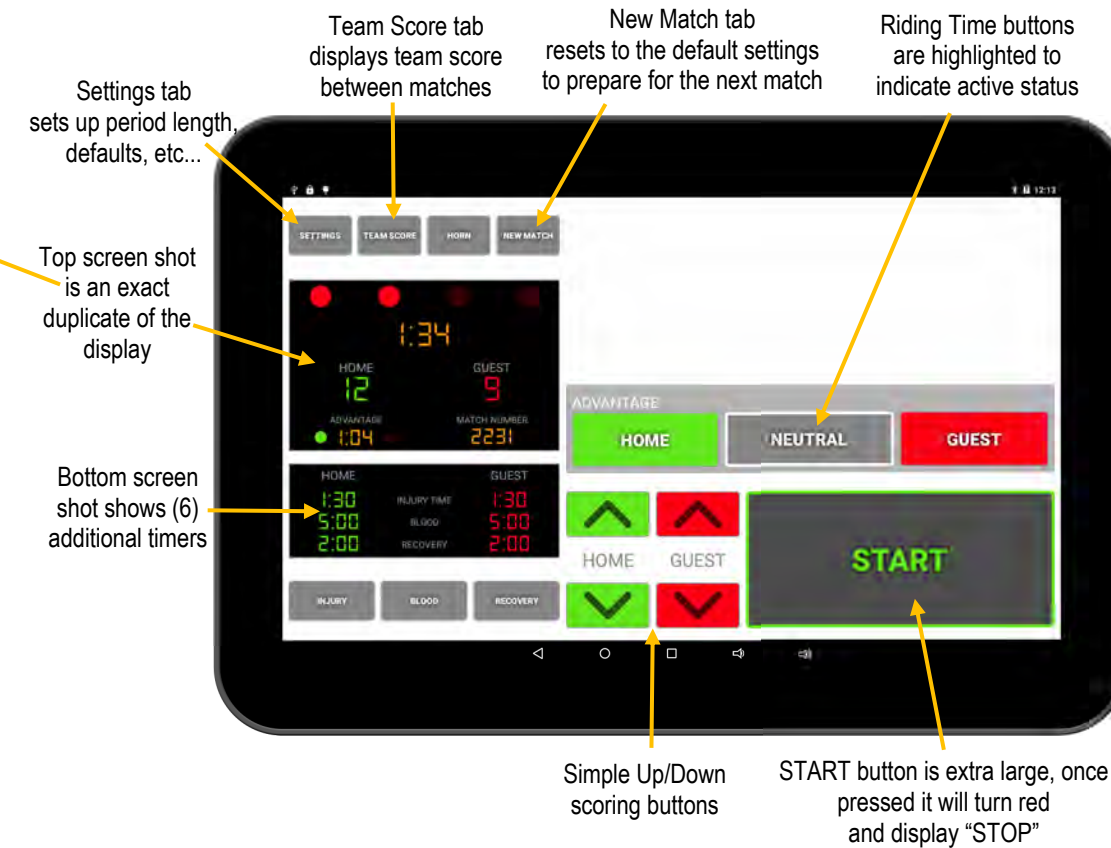 Team Score tab
displays team score
between matches
New Match tab
resets to the default settings
to prepare for the next match
Riding Time buttons
are highlighted to
indicate active status
Settings tab
sets up period length,
defaults, etc...
Top screen shot
is an exact
duplicate of the
display
Bottom screen
shot shows (6)
additional timers
12:13
SETTINGS TEAM SCORE HORN NEW MATCH
1:34
HOME GUEST
12 9
ADVANTAGE MATCH NUMBER
1:04 2231
HOME GUEST
1:30 INJURY TIME 1:30
5:00 BLOOD 5:00
2:00 RECOVERY 2:00
INJURY BLOOD RECOVERY
ADVANTAGE
HOME NEUTRAL GUEST
HOME GUEST
START
Simple Up/Down
scoring buttons
START button is extra large, once
pressed it will turn red
and display “STOP”